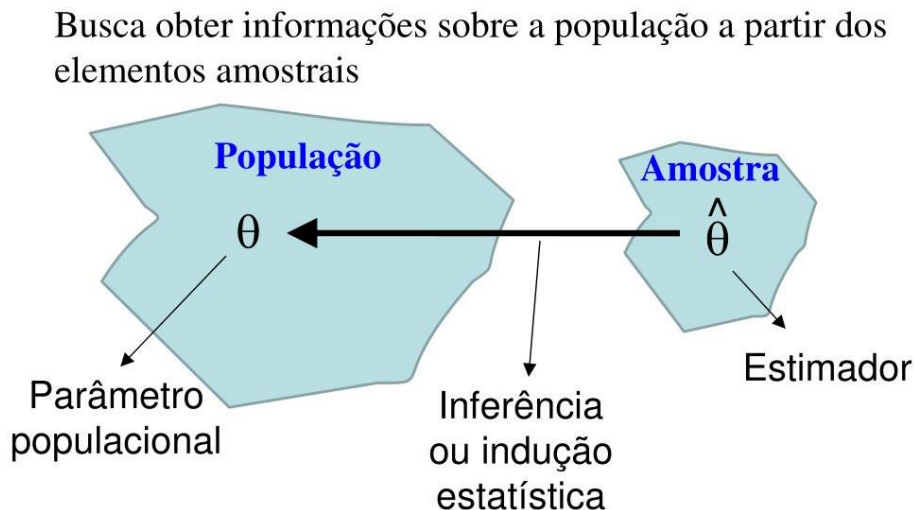 Busca obter informações sobre a população a partir dos
elementos amostrais
População
Amostra
θ
θ̂
Estimador
Parâmetro
populacional
Inferência
ou indução
estatística